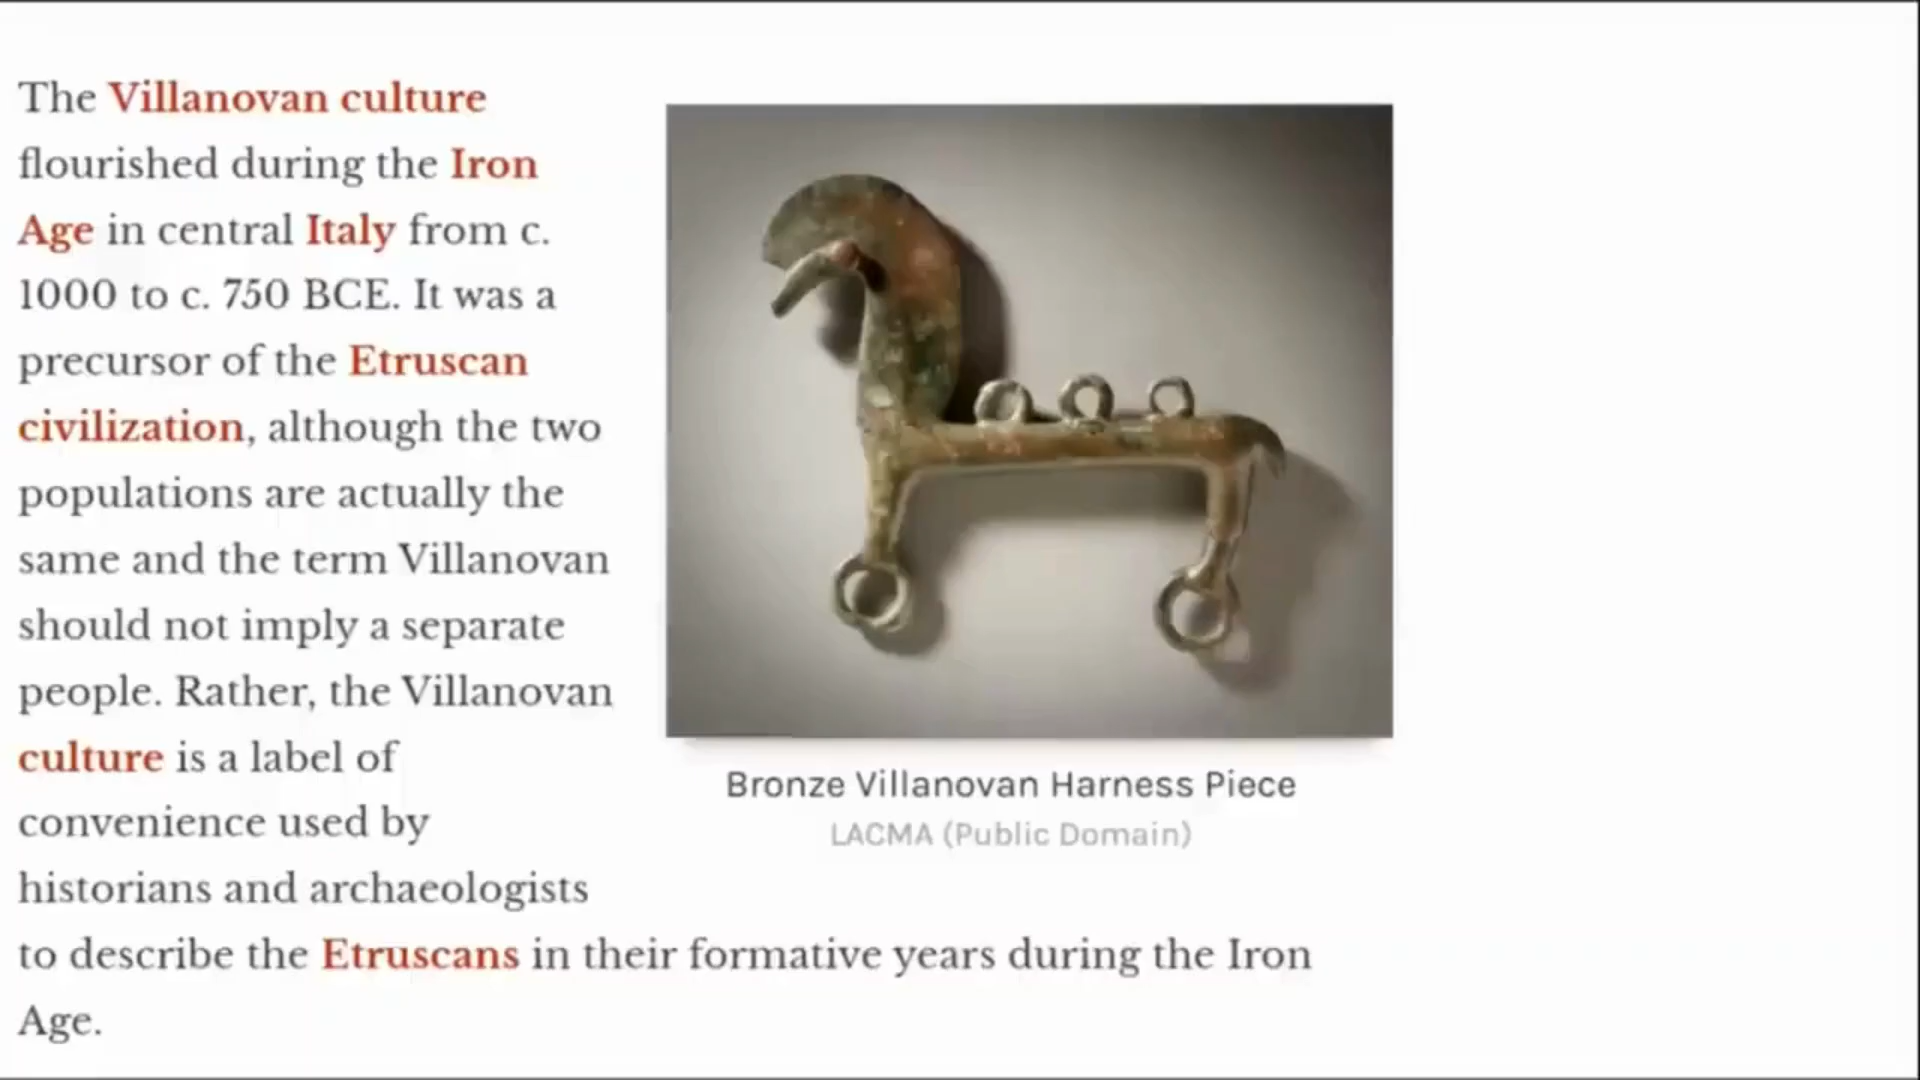 The Villanovan culture
flourished during the Iron
Age in central Italy from c.
1000 to c. 750 BCE. It was a
precursor of the Etruscan
civilization, although the two
populations are actually the
same and the term Villanovan
should not imply a separate
people. Rather, the Villanovan
culture is a label of
convenience used by
historians and archaeologists
to describe the Etruscans in their formative years during the Iron
Age.
Bronze Villanovan Harness Piece
LACMA (Public Domain)